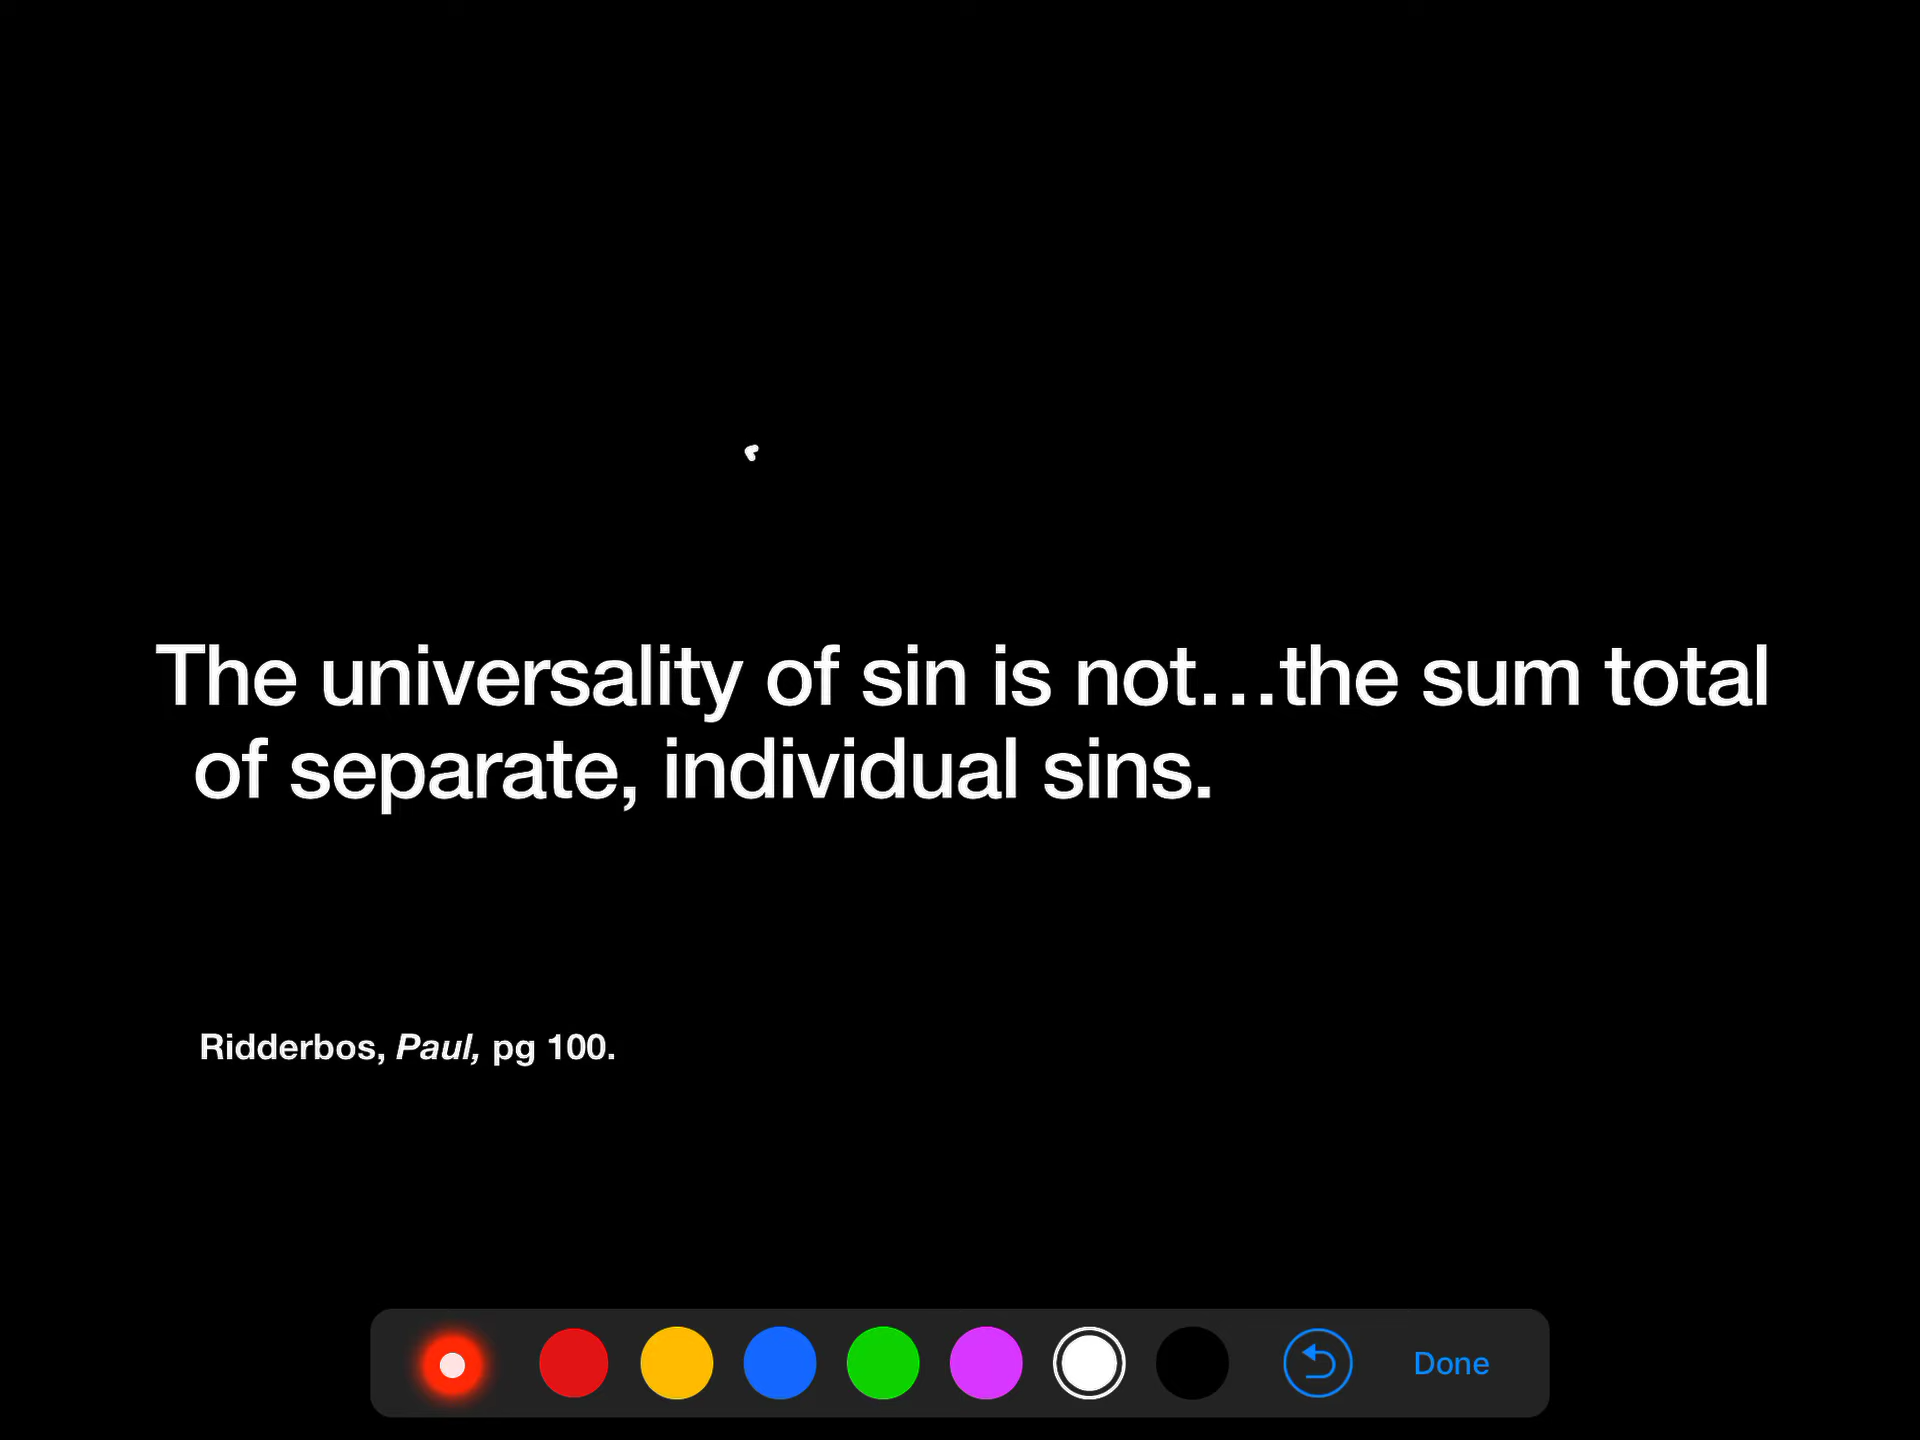 The universality of sin is not…the sum total
of separate, individual sins.
Ridderbos, Paul, pg 100.
Done